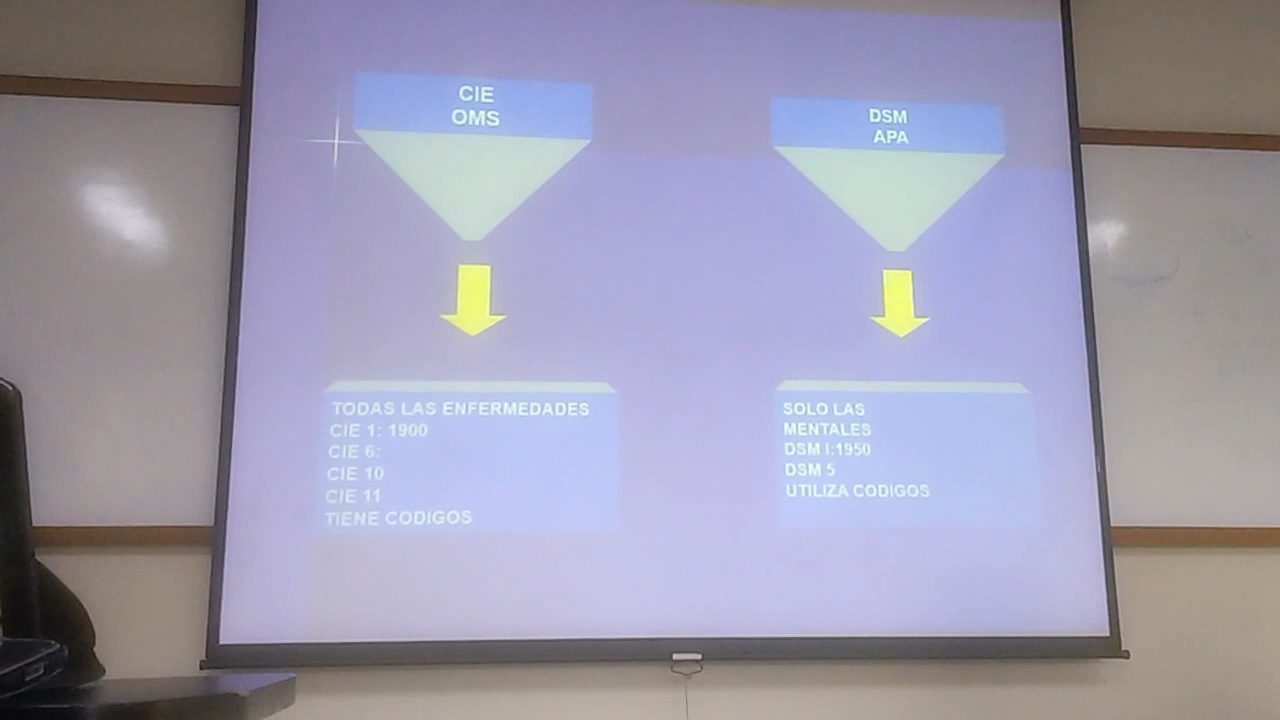 CIE
OMS
DSM
APA
TODAS LAS ENFERMEDADES
CIE 1: 1900
CIE 6:
CIE 10
CIE 11
TIENE CODIGOS
SOLO LAS
MENTALES
DSM I:1950
DSM 5
UTILIZA CODIGOS